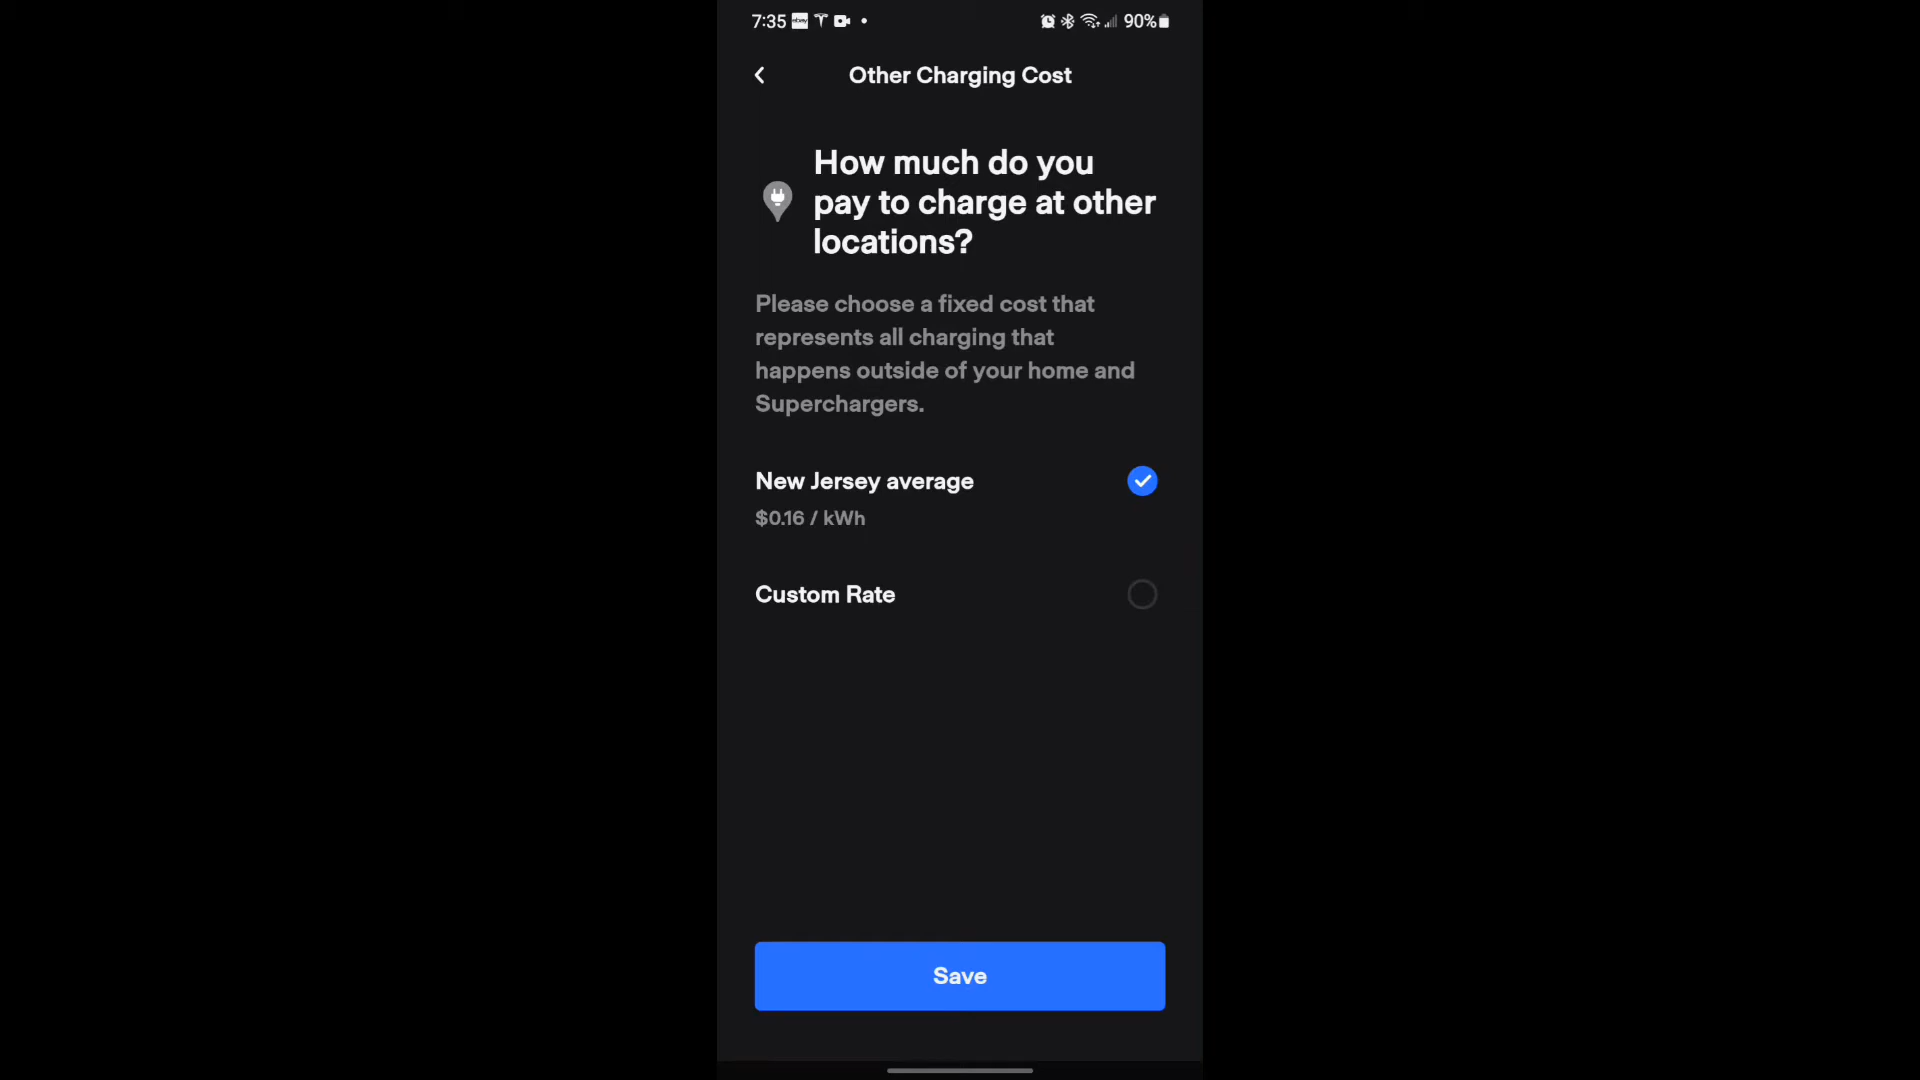 7:35 ebay 90%
Other Charging Cost
How much do you
pay to charge at other
locations?
Please choose a fixed cost that
represents all charging that
happens outside of your home and
Superchargers.
New Jersey average
$0.16 / kWh
Custom Rate
Save